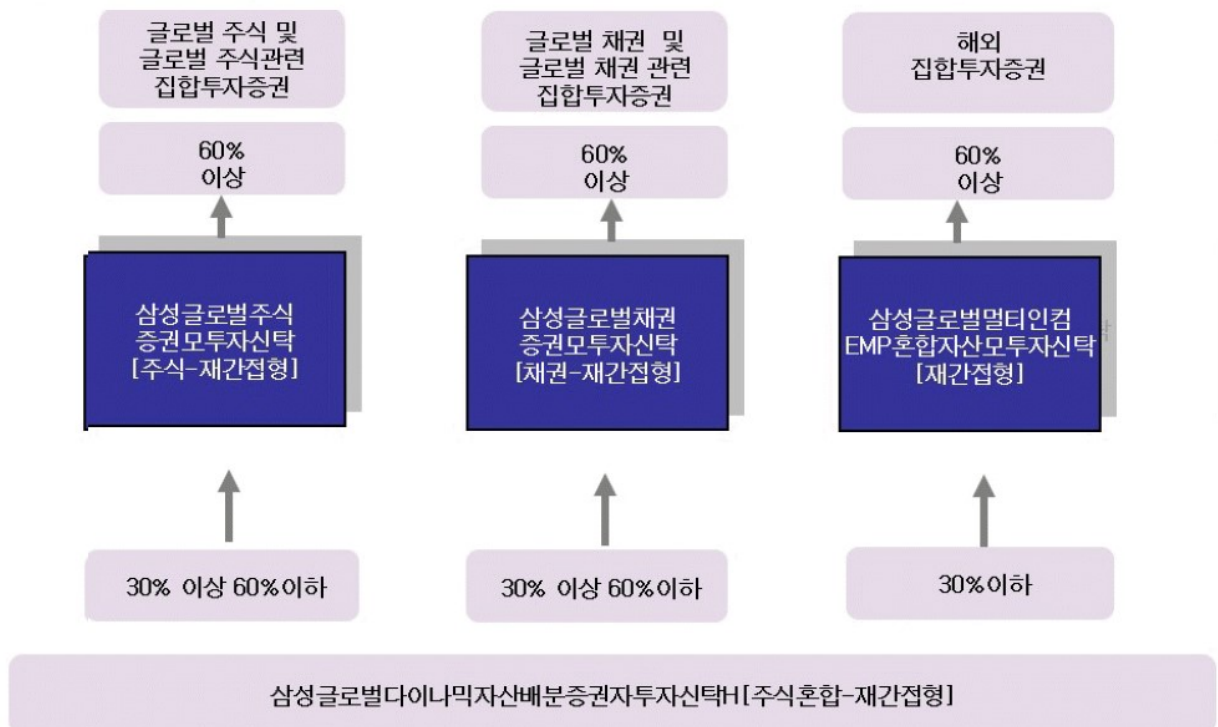 글로벌 주식 및
글로벌 주식관련
집합투자증권
글로벌 채권 및
글로벌 채권 관련
집합투자증권
해외
집합투자증권
60%
이상
60%
이상
60%
이상
삼성글로벌주식
증권모투자신탁
[주식-재간접형]
삼성글로벌채권
증권모투자신탁
[채권-재간접형]
삼성글로벌멀티인컴
EMP혼합자산모투자신탁
[재간접형]
30% 이상 60%이하
30% 이상 60%이하
30%이하
삼성글로벌다이나믹자산배분증권자투자신탁H[주식혼합-재간접형]